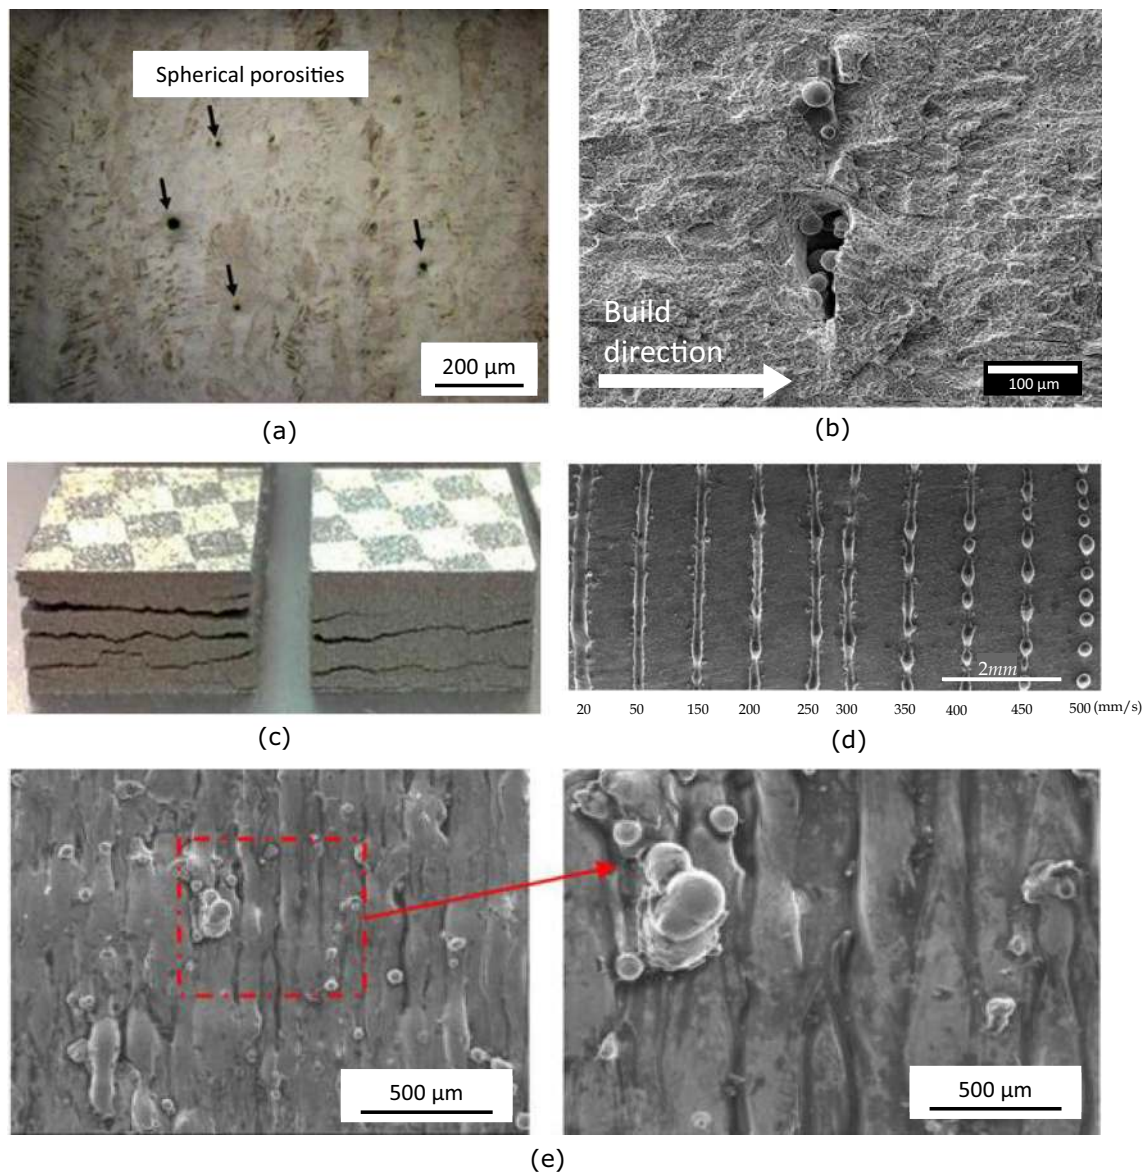 Spherical porosities
200 µm
(a)
Build
direction
100 µm
(b)
(c)
2mm
20 50 150 200 250 300 350 400 450 500 (mm/s)
(d)
500 µm
500 µm
(e)